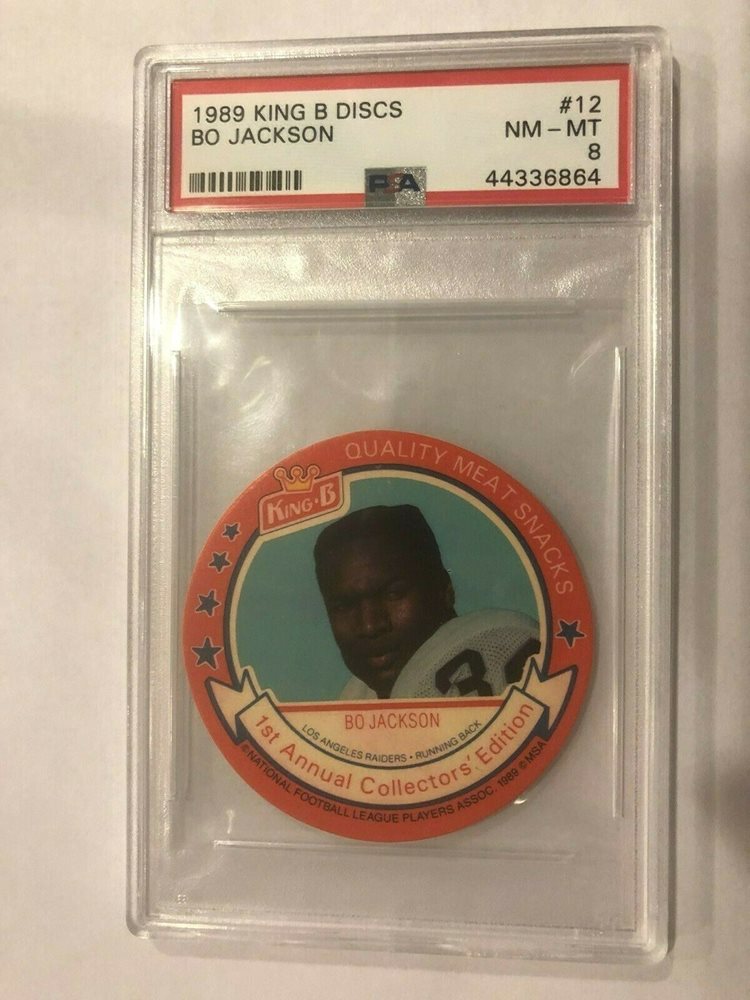 1989 KING B DISCS #12
BO JACKSON NM – MT
8
PSA 44336864
QUALITY MEAT SNACKS
KING·B
BO JACKSON
LOS ANGELES RAIDERS • RUNNING BACK
1st Annual Collectors' Edition
© NATIONAL FOOTBALL LEAGUE PLAYERS ASSOC. 1989 © MSA